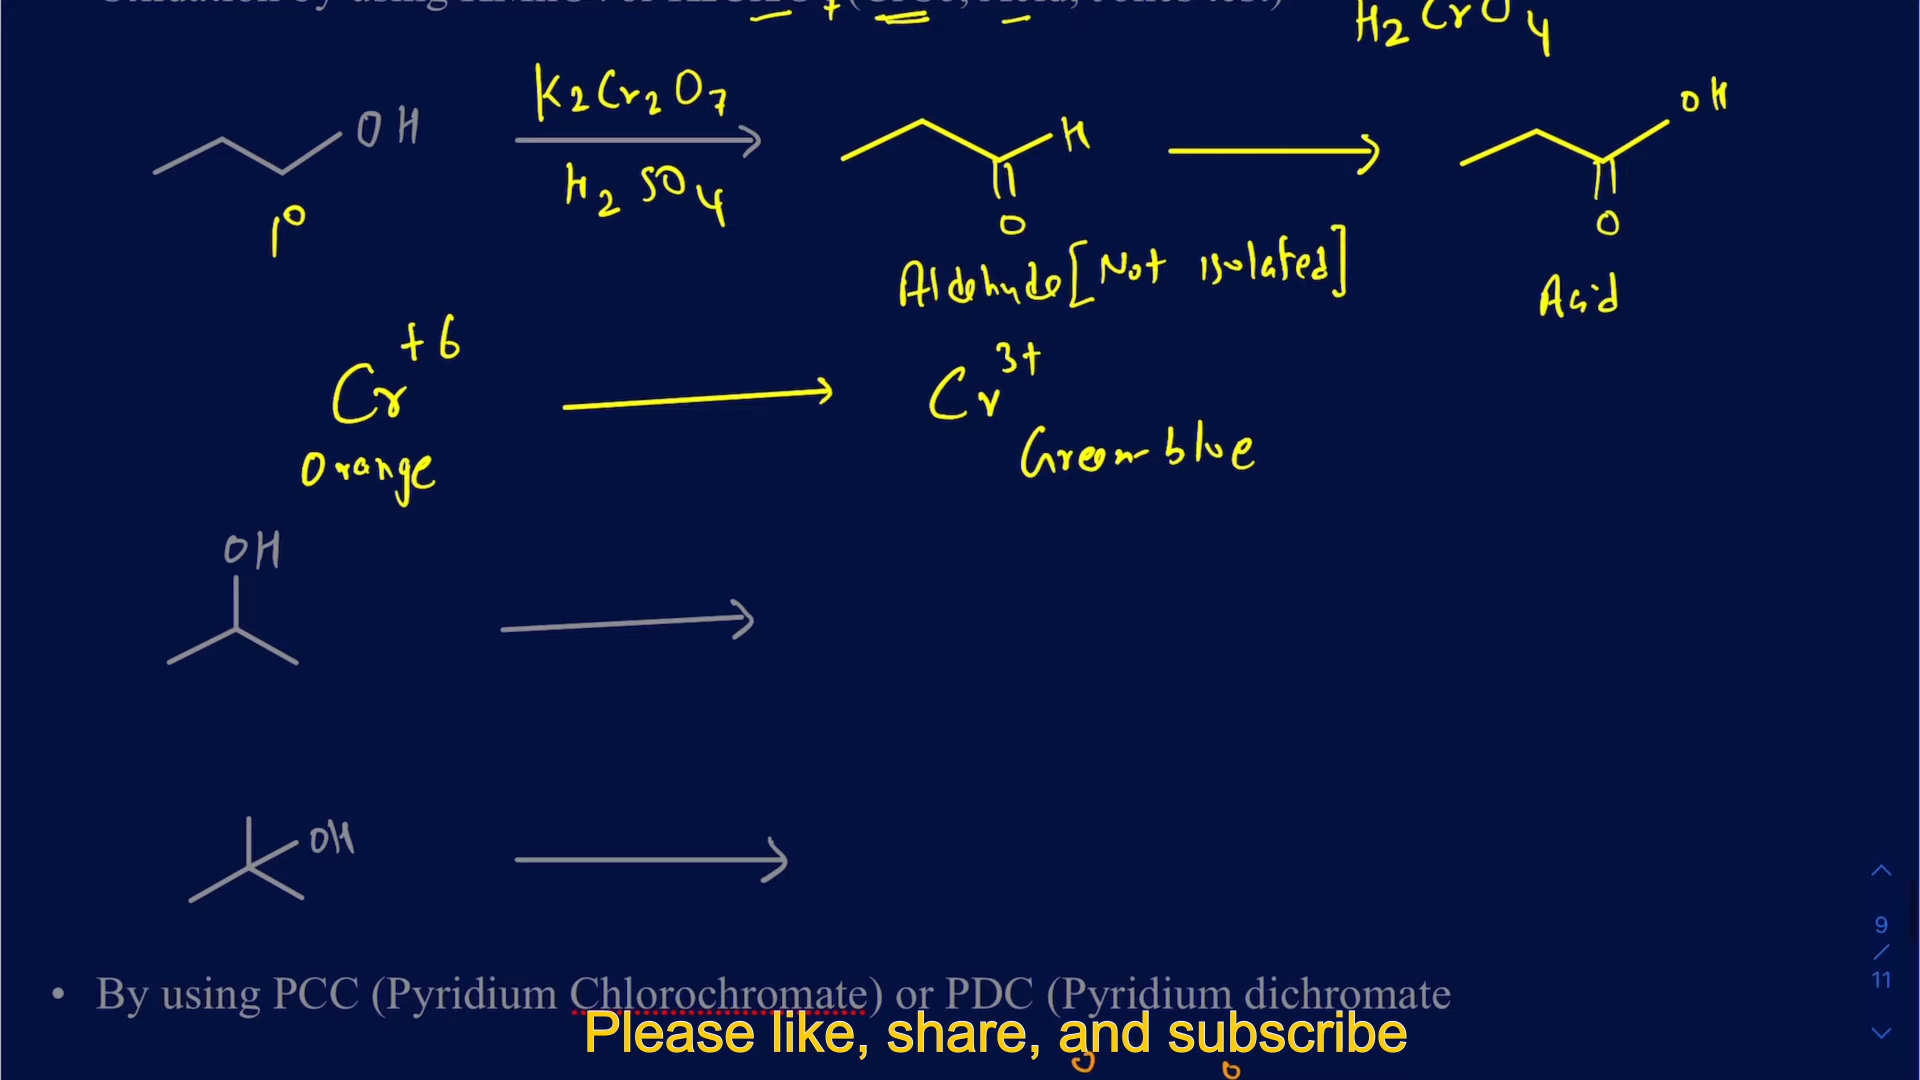 H2CrO4
OH K2Cr2O7 H OH
H2SO4
1° O O
Aldehyde [Not isolated] Acid
Cr+6 Cr3+
Orange Green-blue
OH
OH
• By using PCC (Pyridium Chlorochromate) or PDC (Pyridium dichromate
Please like, share, and subscribe
9
/
11